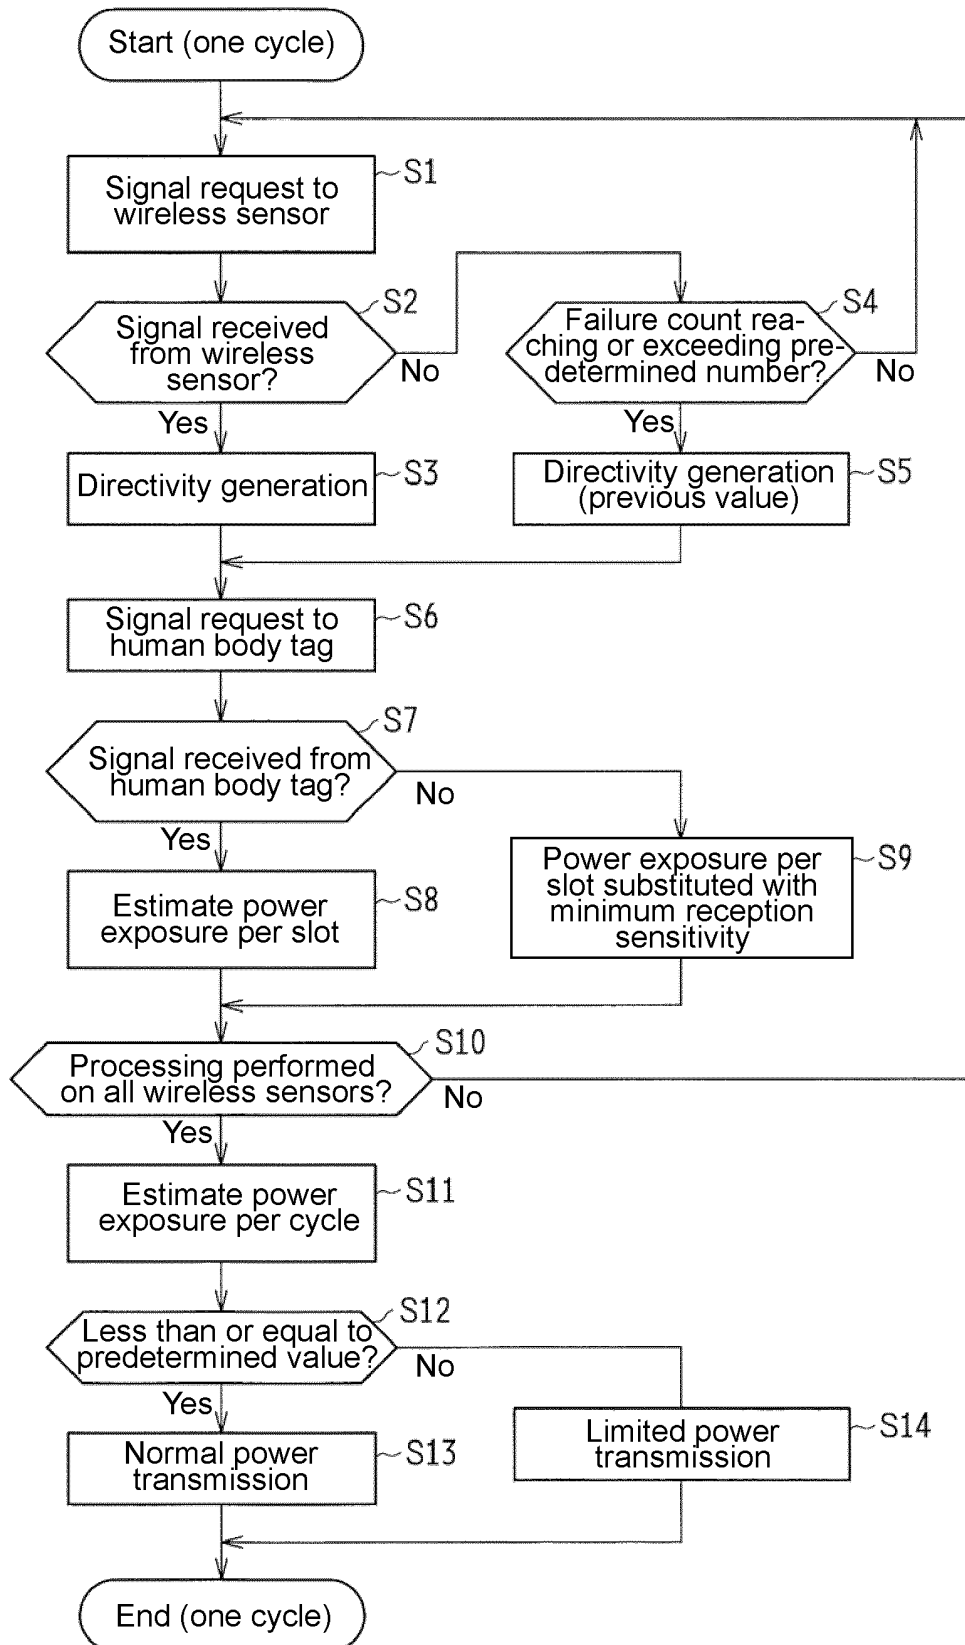 Start (one cycle)
Signal request to
wireless sensor
S1
Signal received
from wireless
sensor?
S2
No
Yes
Failure count rea-
ching or exceeding pre-
determined number?
S4
No
Yes
Directivity generation
S3
Directivity generation
(previous value)
S5
Signal request to
human body tag
S6
Signal received from
human body tag?
S7
No
Yes
Estimate power
exposure per slot
S8
Power exposure per
slot substituted with
minimum reception
sensitivity
S9
Processing performed
on all wireless sensors?
S10
No
Yes
Estimate power
exposure per cycle
S11
Less than or equal to
predetermined value?
S12
No
Yes
Normal power
transmission
S13
Limited power
transmission
S14
End (one cycle)